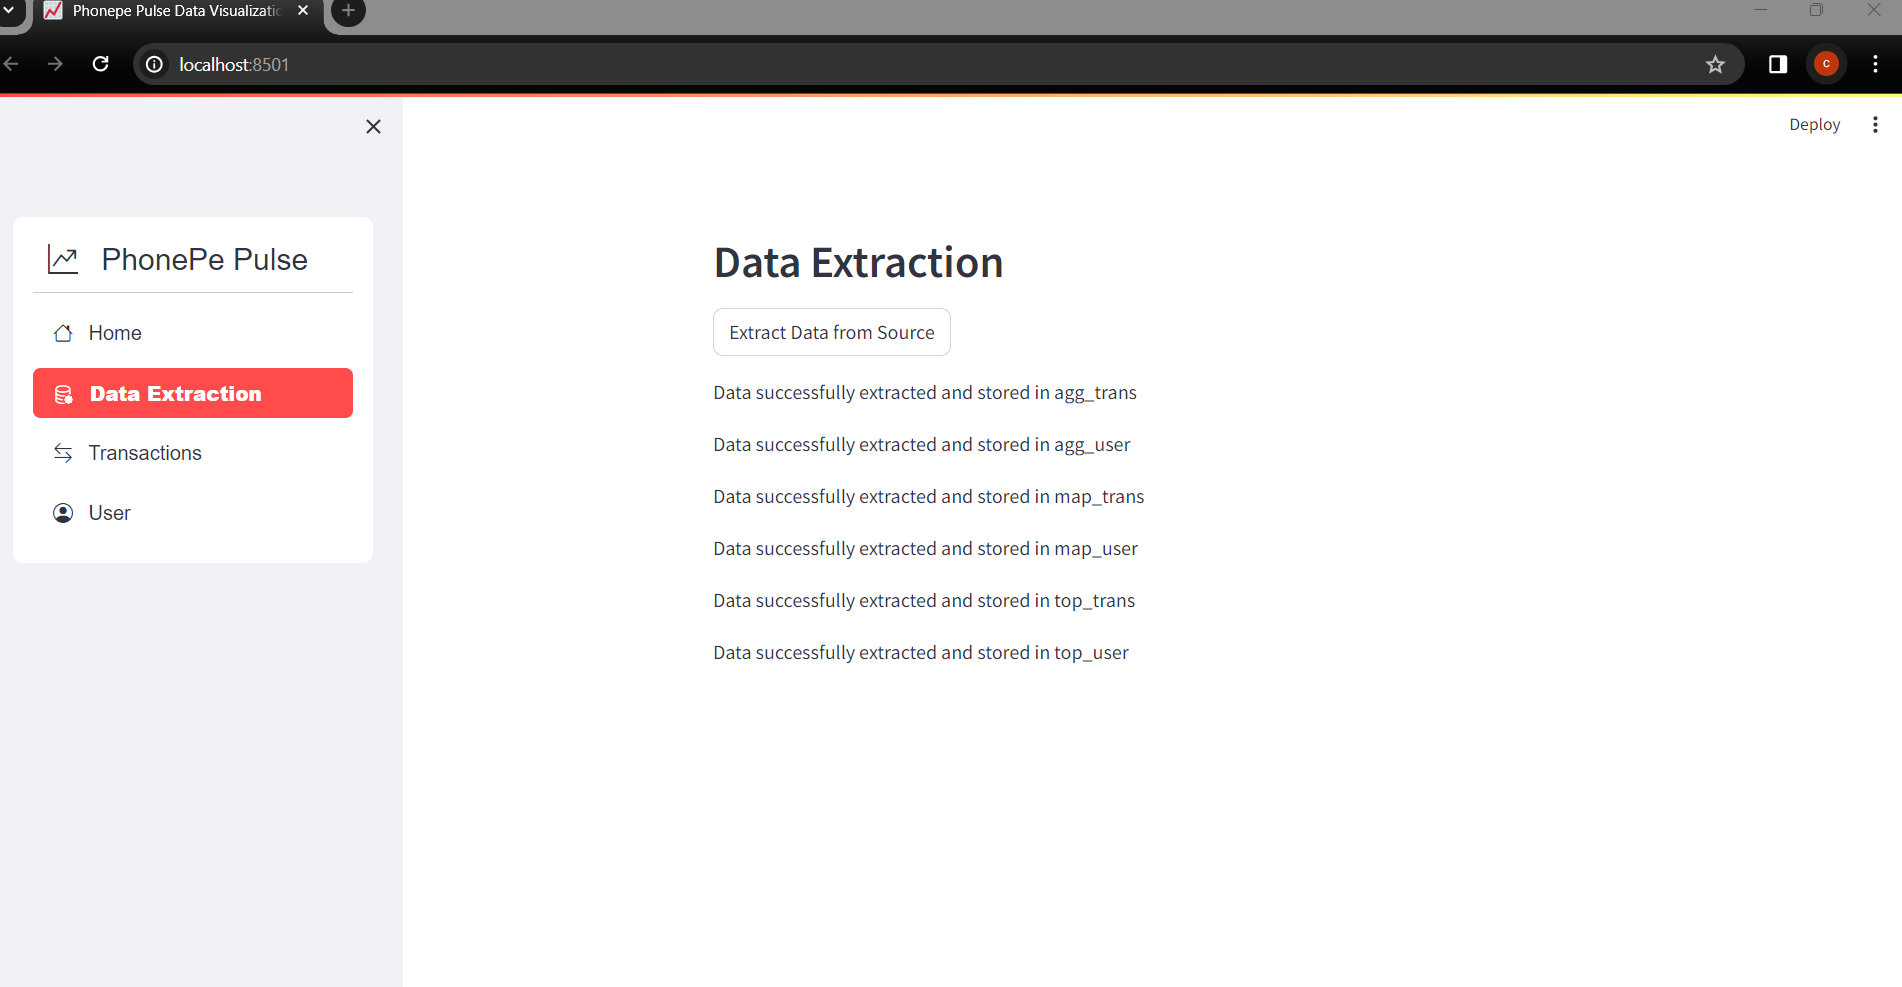 Phonepe Pulse Data Visualizatio
localhost:8501
Deploy
PhonePe Pulse
Home
Data Extraction
Transactions
User
Data Extraction
Extract Data from Source
Data successfully extracted and stored in agg_trans
Data successfully extracted and stored in agg_user
Data successfully extracted and stored in map_trans
Data successfully extracted and stored in map_user
Data successfully extracted and stored in top_trans
Data successfully extracted and stored in top_user
C